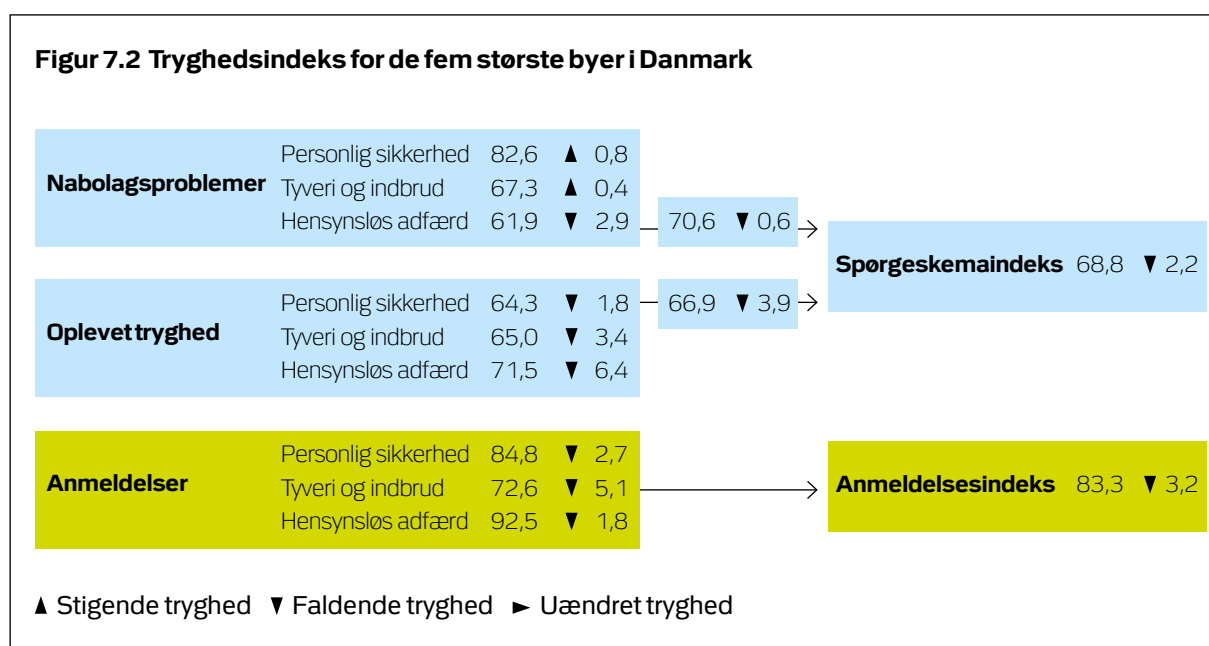 Figur 7.2 Tryghedsindeks for de fem største byer i Danmark
Nabolagsproblemer
Personlig sikkerhed 82,6 ▲ 0,8
Tyveri og indbrud 67,3 ▲ 0,4
Hensynsløs adfærd 61,9 ▼ 2,9
70,6 ▼ 0,6
Oplevet tryghed
Personlig sikkerhed 64,3 ▼ 1,8
Tyveri og indbrud 65,0 ▼ 3,4
Hensynsløs adfærd 71,5 ▼ 6,4
66,9 ▼ 3,9
Spørgeskemaindeks 68,8 ▼ 2,2
Anmeldelser
Personlig sikkerhed 84,8 ▼ 2,7
Tyveri og indbrud 72,6 ▼ 5,1
Hensynsløs adfærd 92,5 ▼ 1,8
Anmeldelsesindeks 83,3 ▼ 3,2
▲ Stigende tryghed ▼ Faldende tryghed ► Uændret tryghed